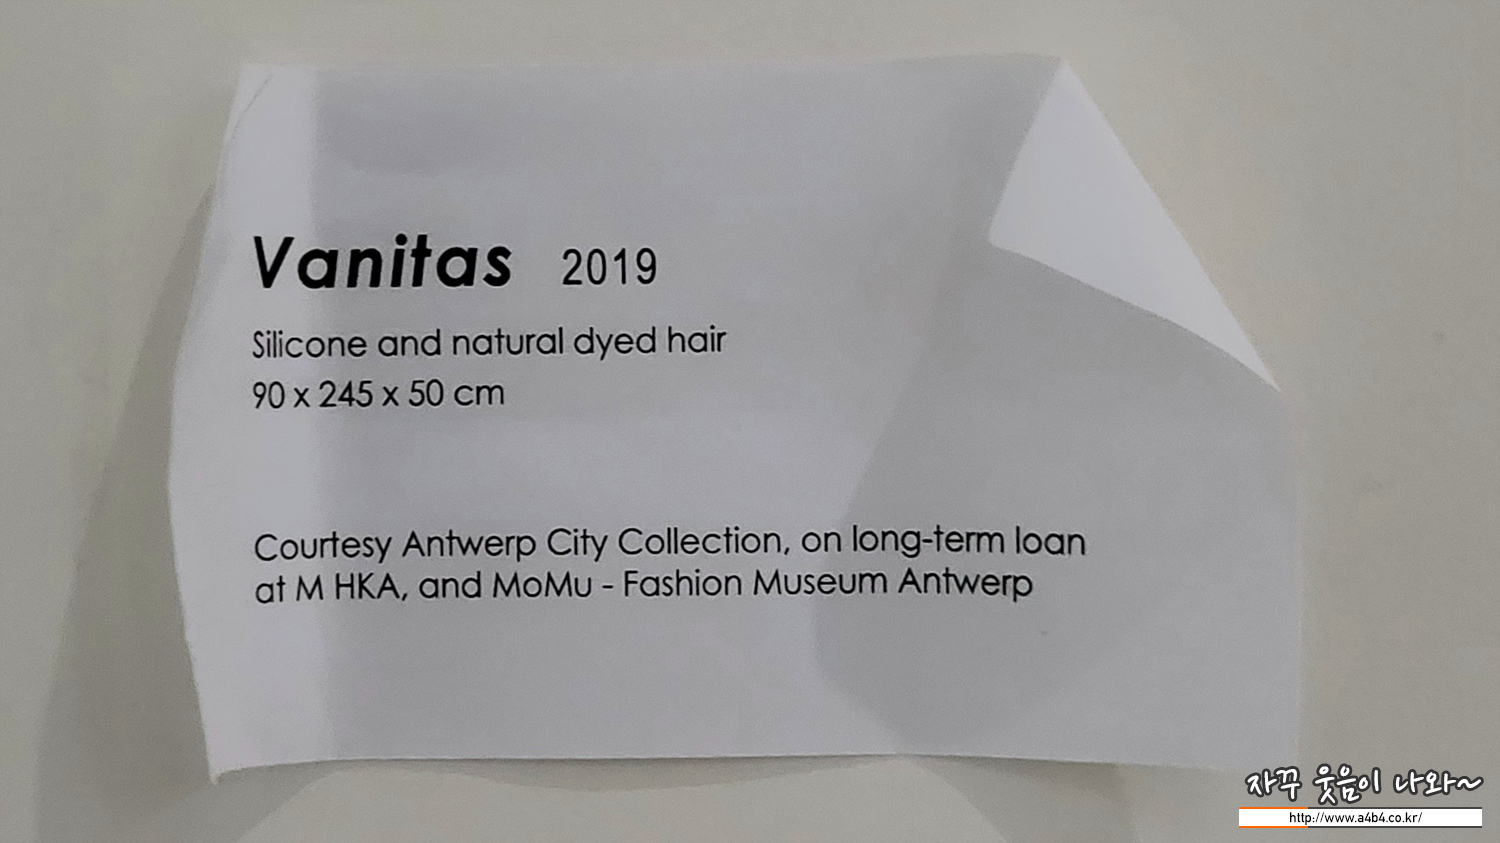 Vanitas 2019
Silicone and natural dyed hair
90 x 245 x 50 cm
Courtesy Antwerp City Collection, on long-term loan
at M HKA, and MoMu - Fashion Museum Antwerp
자꾸 웃음이 나와~
http://www.a4b4.co.kr/